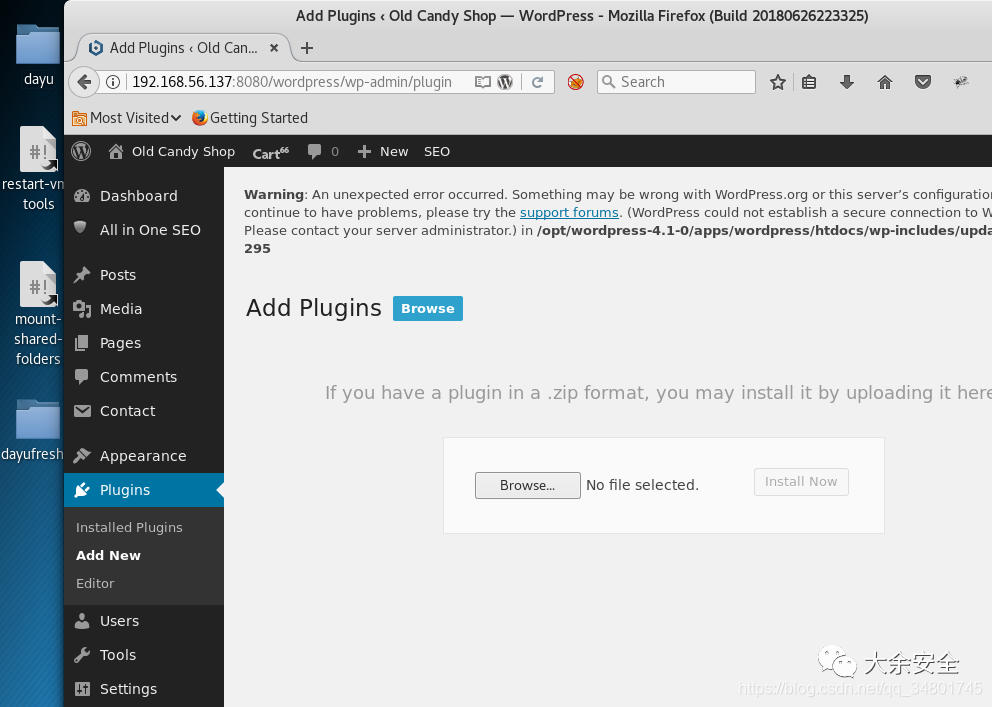 Add Plugins ‹ Old Candy Shop — WordPress - Mozilla Firefox (Build 20180626223325)
Add Plugins ‹ Old Can...
192.168.56.137:8080/wordpress/wp-admin/plugin
Search
Most Visited
Getting Started
Old Candy Shop
Cart66
0
New
SEO
dayu
#!
restart-vm
tools
#!
mount-
shared-
folders
dayufresh
Dashboard
All in One SEO
Posts
Media
Pages
Comments
Contact
Appearance
Plugins
Installed Plugins
Add New
Editor
Users
Tools
Settings
Warning: An unexpected error occurred. Something may be wrong with WordPress.org or this server’s configuration
continue to have problems, please try the support forums. (WordPress could not establish a secure connection to W
Please contact your server administrator.) in /opt/wordpress-4.1-0/apps/wordpress/htdocs/wp-includes/upda
295
Add Plugins
Browse
If you have a plugin in a .zip format, you may install it by uploading it here
Browse...
No file selected.
Install Now
大余安全
https://blog.csdn.net/qq_34801745